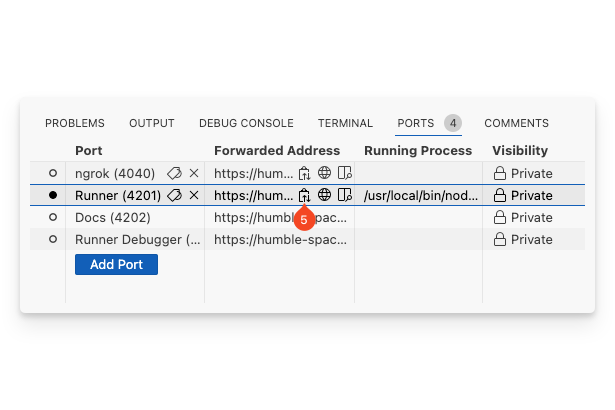 PROBLEMS OUTPUT DEBUG CONSOLE TERMINAL PORTS 4 COMMENTS
Port Forwarded Address Running Process Visibility
ngrok (4040) https://hum... Private
Runner (4201) https://hum... /usr/local/bin/nod... Private
Docs (4202) https://humble-spac... Private
Runner Debugger (... https://humble-spac... Private
5
Add Port